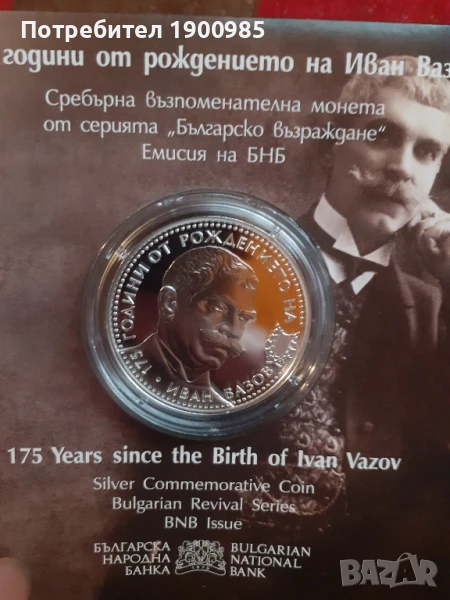 Потребител 1900985
години от рождението на Иван Ваз
Сребърна възпоменателна монета
от серията „Българско възраждане“
Емисия на БНБ
175 ГОДИНИ ОТ РОЖДЕНИЕТО НА
• ИВАН ВАЗОВ
175 Years since the Birth of Ivan Vazov
Silver Commemorative Coin
Bulgarian Revival Series
BNB Issue
БЪЛГАРСКА
НАРОДНА
БАНКА
BULGARIAN
NATIONAL
BANK
BAZAR